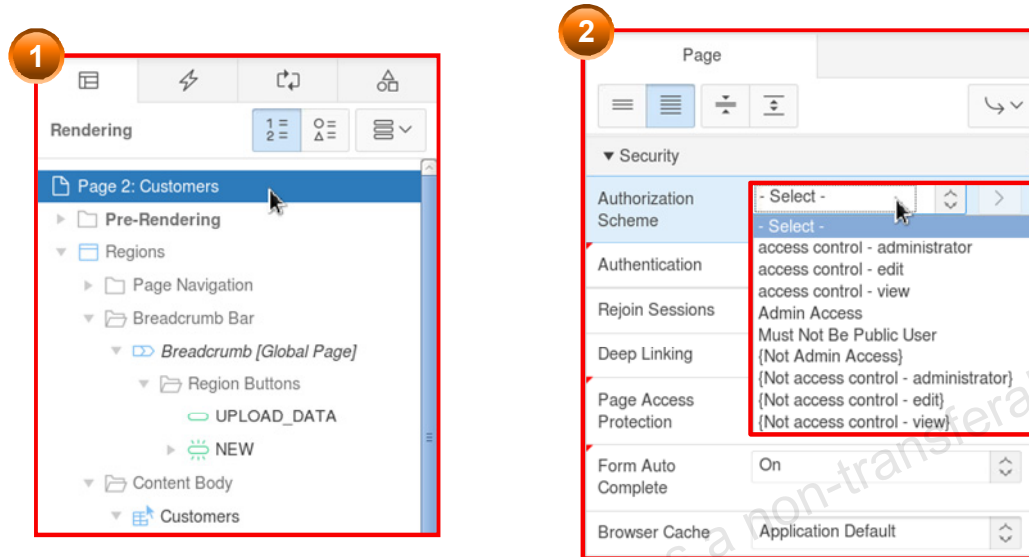 1
Rendering
Page 2: Customers
Pre-Rendering
Regions
Page Navigation
Breadcrumb Bar
Breadcrumb [Global Page]
Region Buttons
UPLOAD_DATA
NEW
Content Body
Customers
2
Page
Security
Authorization
Scheme
- Select -
- Select -
access control - administrator
access control - edit
access control - view
Admin Access
Must Not Be Public User
{Not Admin Access}
{Not access control - administrator}
{Not access control - edit}
{Not access control - view}
Authentication
Rejoin Sessions
Deep Linking
Page Access
Protection
Form Auto
Complete
On
Browser Cache
Application Default
s a non-transfera